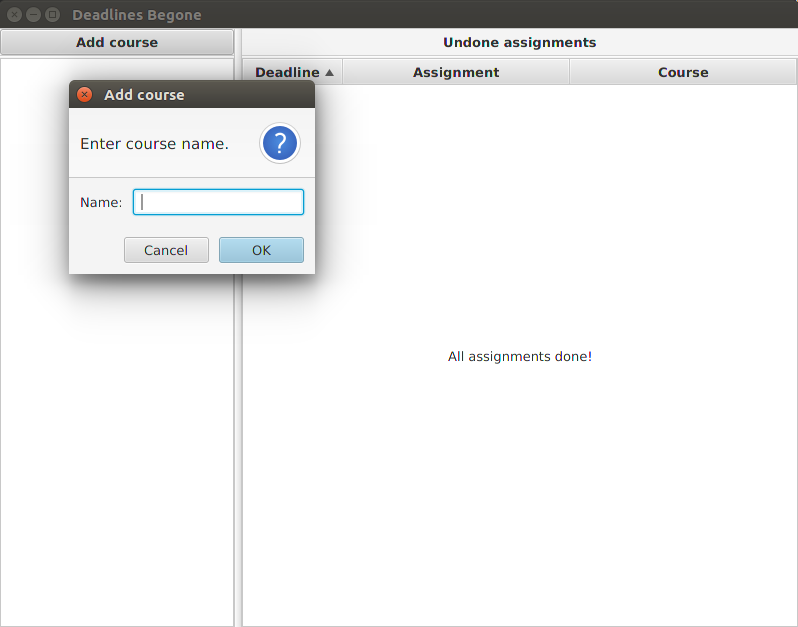 Deadlines Begone
Add course
Undone assignments
Deadline Assignment Course
Add course
Enter course name.
?
Name:
Cancel OK
All assignments done!